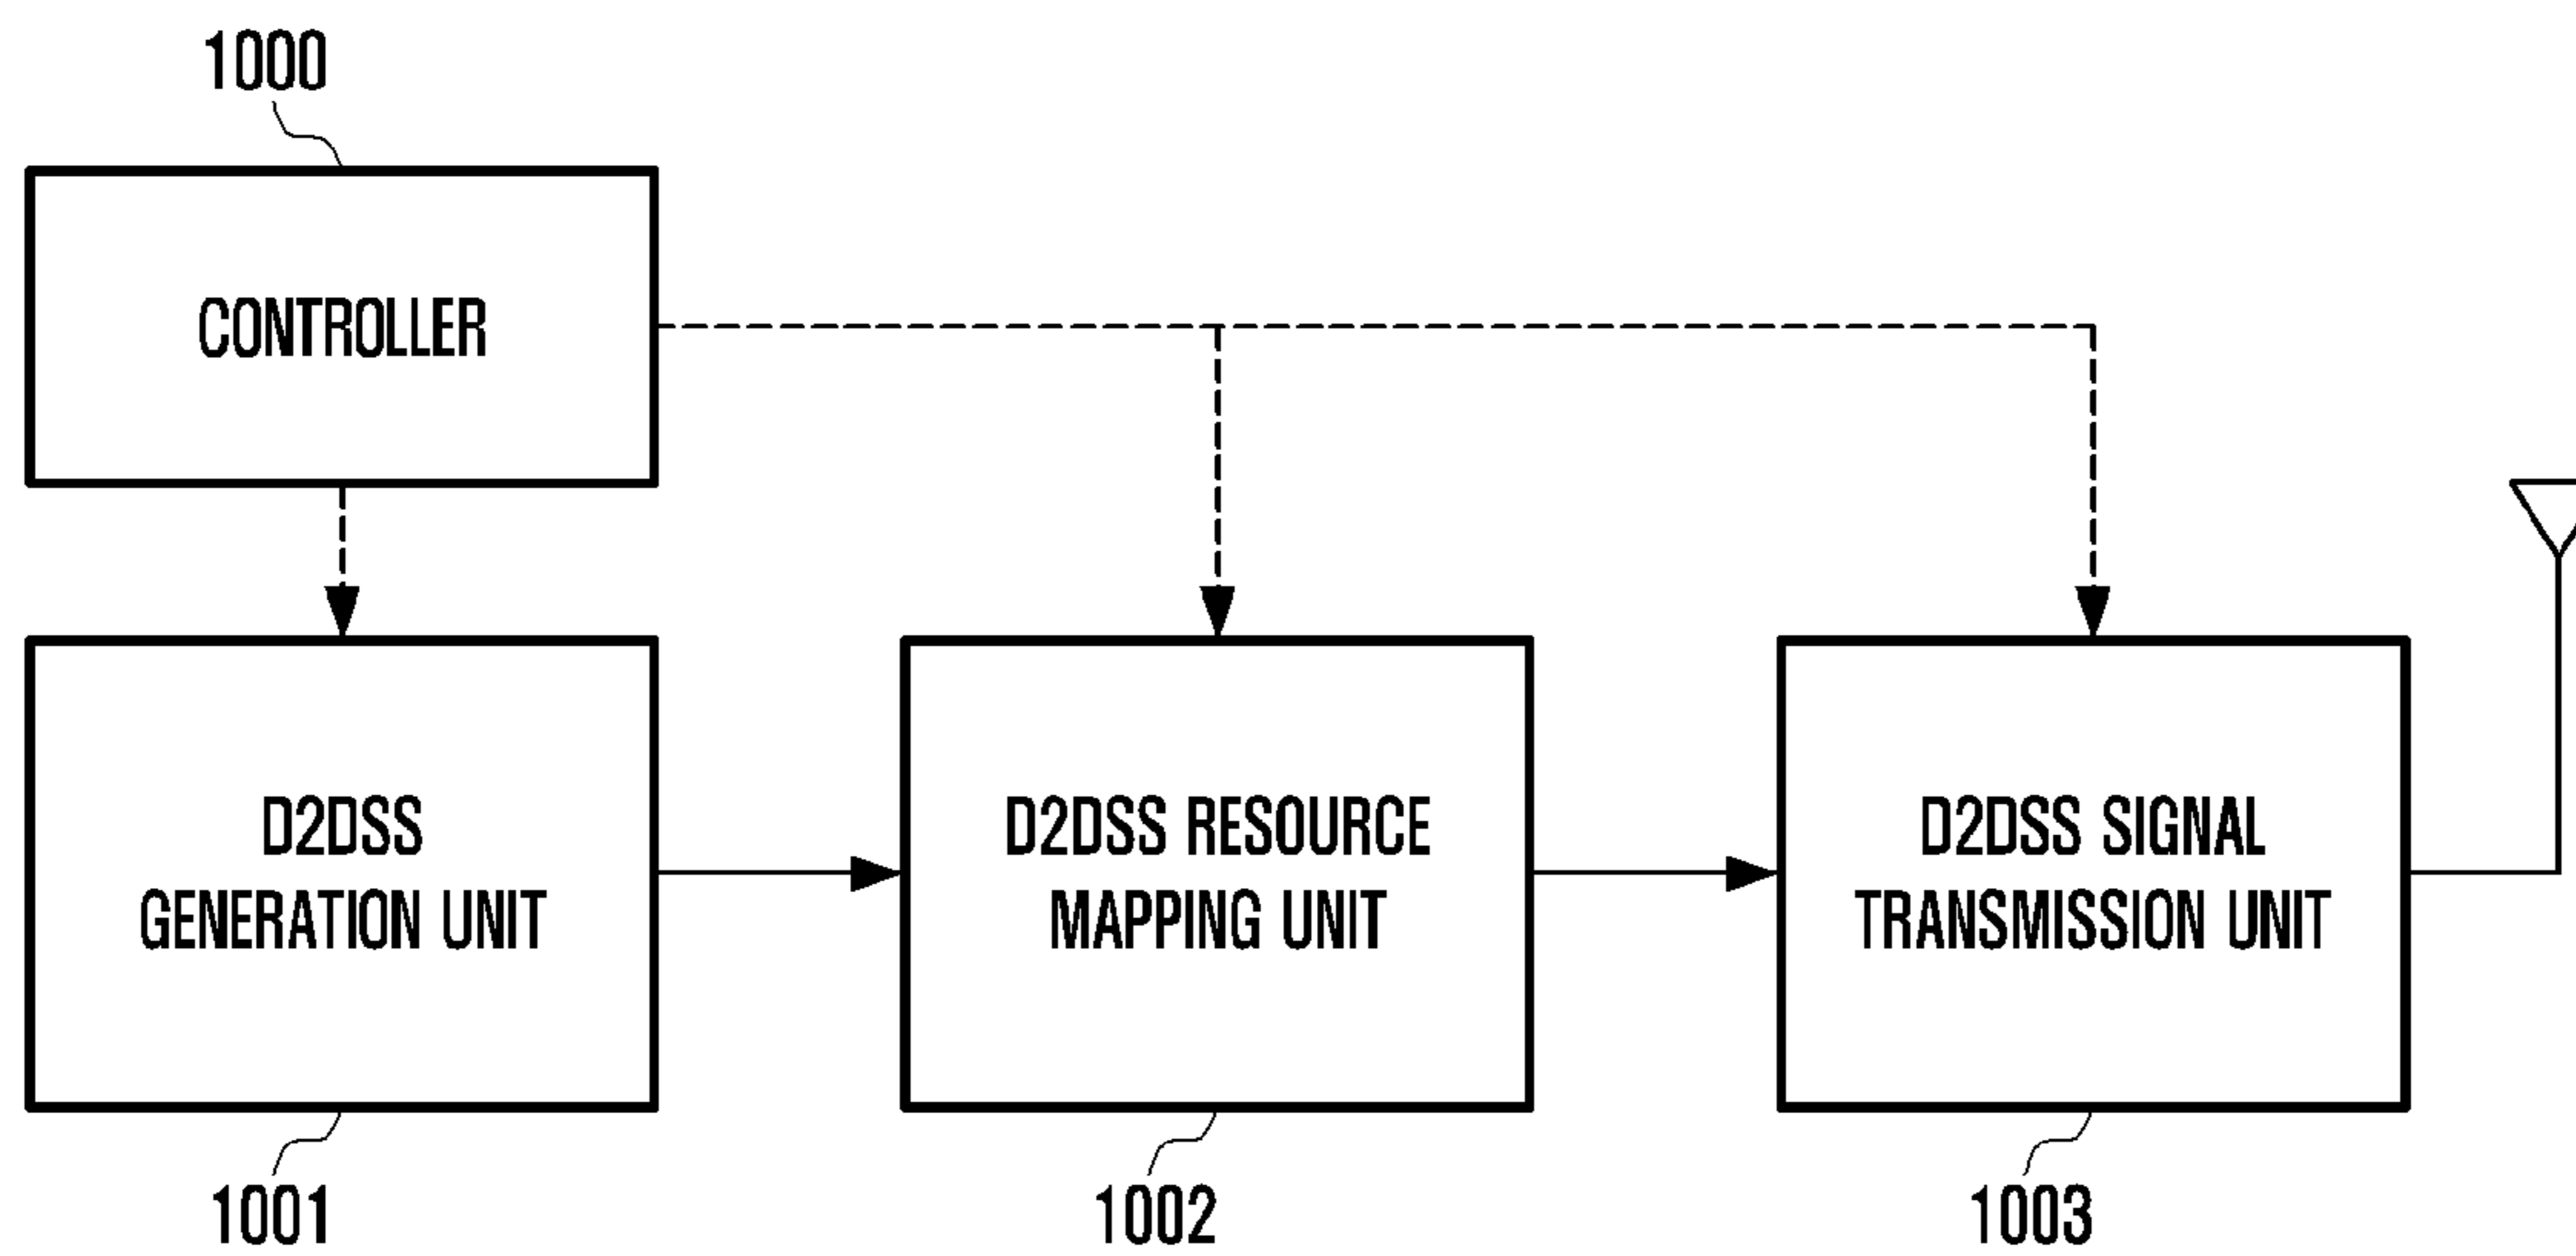 1000
CONTROLLER
D2DSS
GENERATION UNIT
D2DSS RESOURCE
MAPPING UNIT
D2DSS SIGNAL
TRANSMISSION UNIT
1001
1002
1003